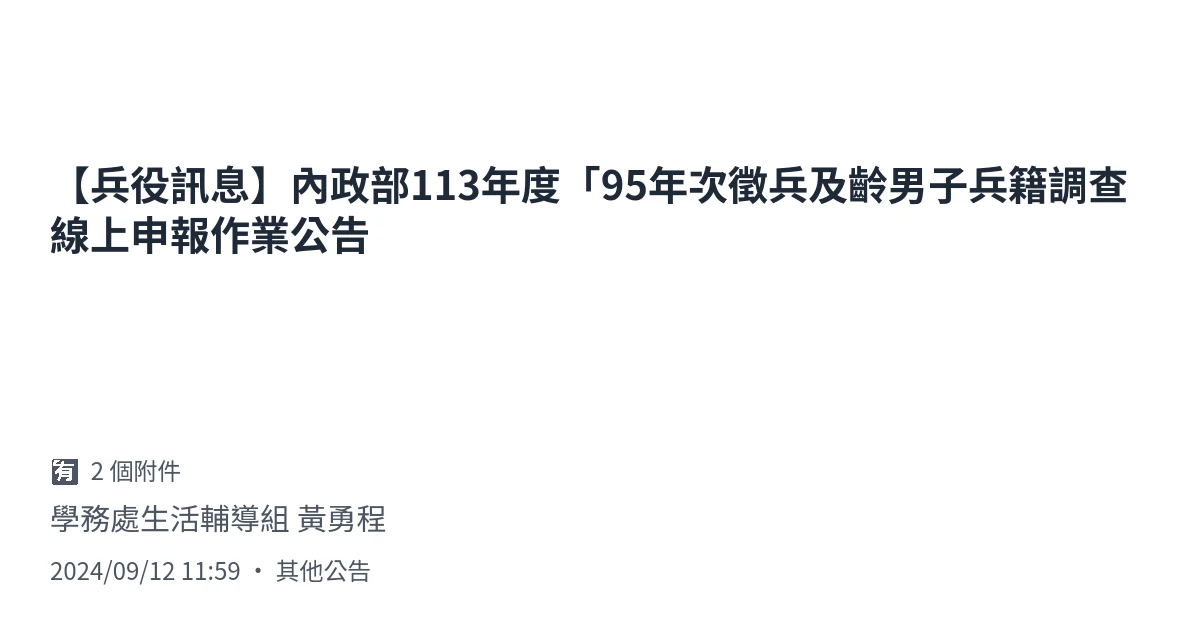 【兵役訊息】內政部113年度「95年次徵兵及齡男子兵籍調查
線上申報作業公告
有 2 個附件
學務處生活輔導組 黃勇程
2024/09/12 11:59 ・ 其他公告